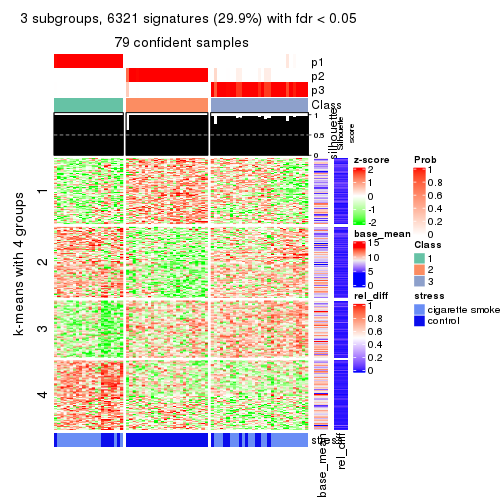 3 subgroups, 6321 signatures (29.9%) with fdr < 0.05
79 confident samples
p1
p2
p3
Class
1
0.5
0
silhouette
Silhouette
score
k-means with 4 groups
1
2
3
4
stress
base_mean
rel_diff
z-score
2
1
0
-1
-2
base_mean
15
10
5
0
rel_diff
1
0.8
0.6
0.4
0.2
0
Prob
1
0.8
0.6
0.4
0.2
0
Class
1
2
3
stress
cigarette smoke
control